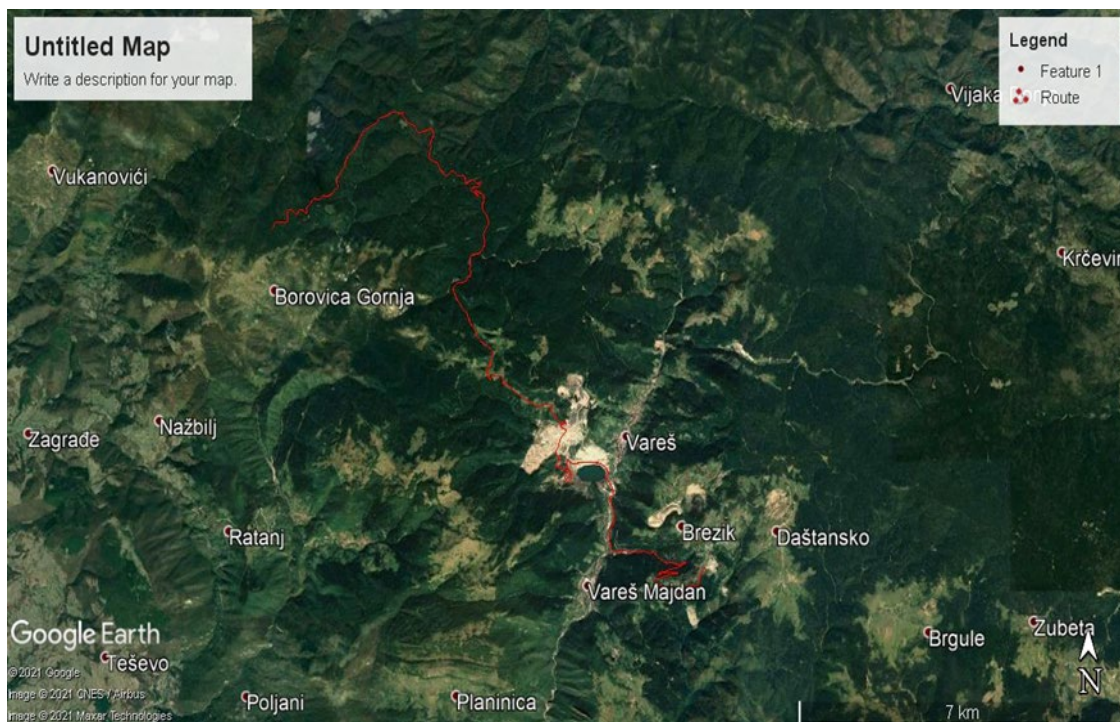 Untitled Map
Write a description for your map.
Legend
Feature 1
Route
Vijaka
Vukanovići
Krčevin
Borovica Gornja
Nažbilj
Zagrađe
Vareš
Ratanj
Brezik
Daštansko
Vareš Majdan
Google Earth
Brgule
Zubeta
Teševo
© 2021 Google
Image © 2021 CNES / Airbus
Image © 2021 Maxar Technologies
Poljani
Planinica
N
7 km